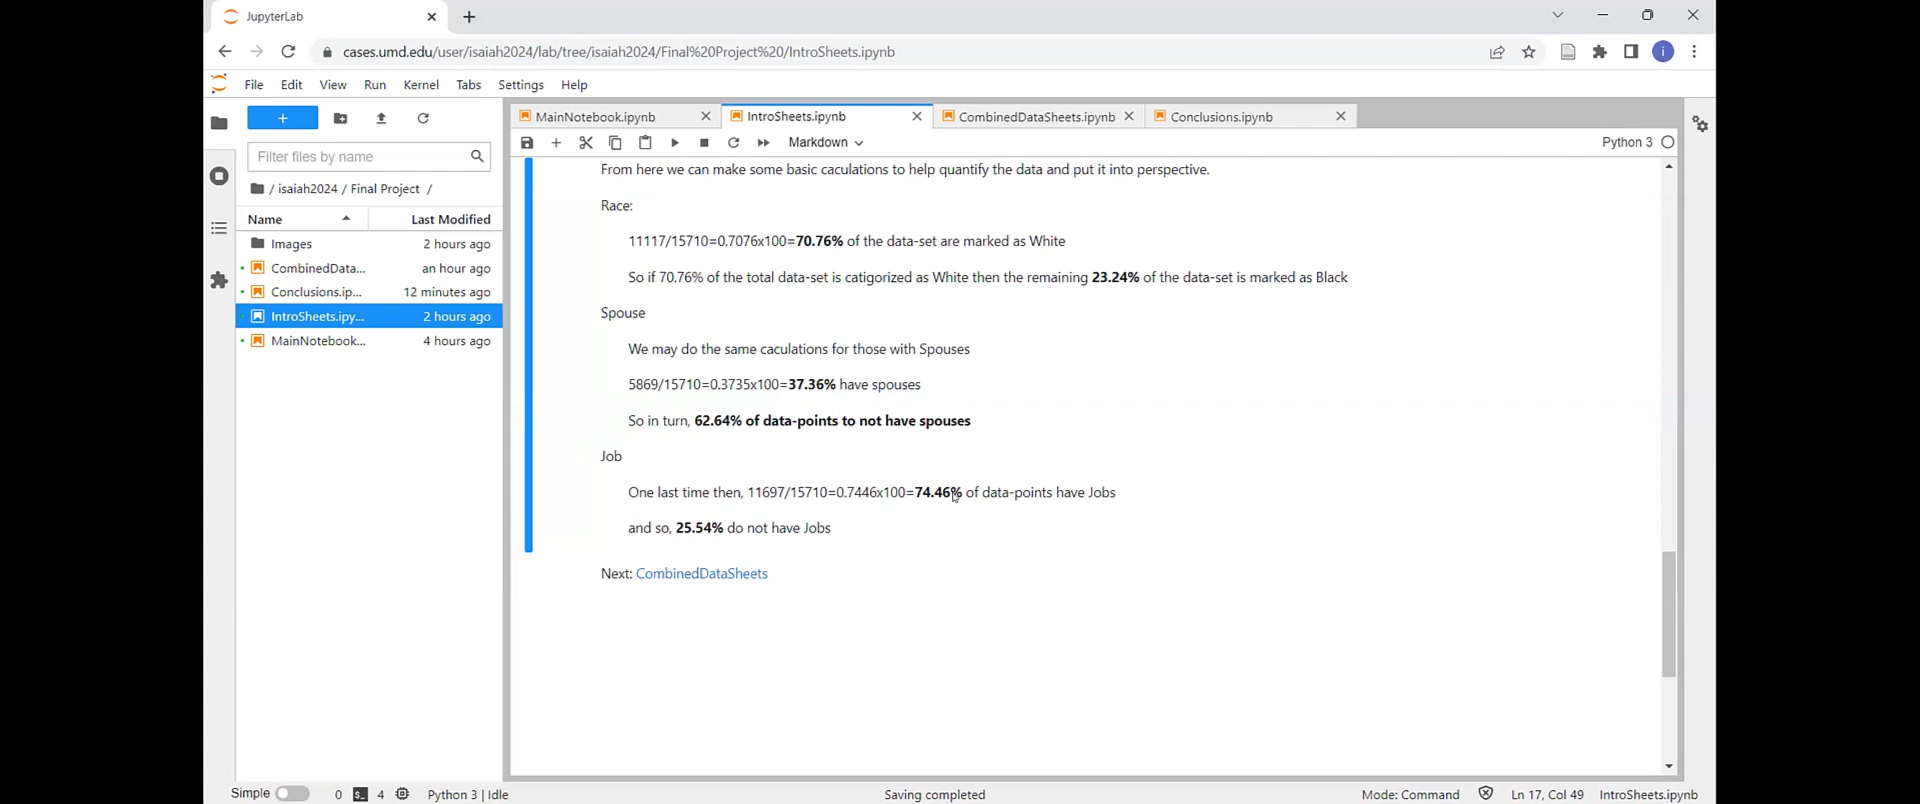 JupyterLab
cases.umd.edu/user/isaiah2024/lab/tree/isaiah2024/Final%20Project%20/IntroSheets.ipynb
i
File Edit View Run Kernel Tabs Settings Help
MainNotebook.ipynb IntroSheets.ipynb CombinedDataSheets.ipynb Conclusions.ipynb
Markdown Python 3
Filter files by name
/ isaiah2024 / Final Project /
Name Last Modified
Images 2 hours ago
CombinedData... an hour ago
Conclusions.ip... 12 minutes ago
IntroSheets.ipy... 2 hours ago
MainNotebook... 4 hours ago
From here we can make some basic caculations to help quantify the data and put it into perspective.
Race:
11117/15710=0.7076x100=70.76% of the data-set are marked as White
So if 70.76% of the total data-set is catigorized as White then the remaining 23.24% of the data-set is marked as Black
Spouse
We may do the same caculations for those with Spouses
5869/15710=0.3735x100=37.36% have spouses
So in turn, 62.64% of data-points to not have spouses
Job
One last time then, 11697/15710=0.7446x100=74.46% of data-points have Jobs
and so, 25.54% do not have Jobs
Next: CombinedDataSheets
Simple 0 $_ 4 Python 3 | Idle Saving completed Mode: Command Ln 17, Col 49 IntroSheets.ipynb